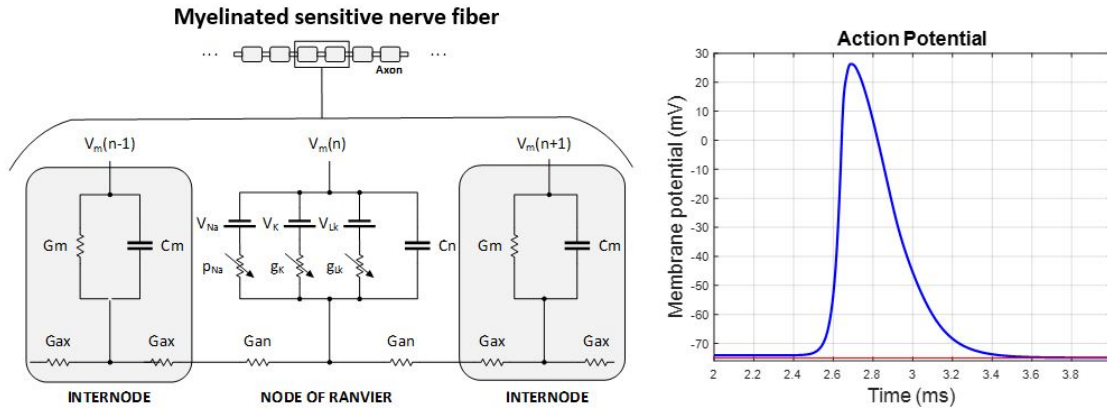 Myelinated sensitive nerve fiber
... ...
Axon
Vm(n-1) Vm(n) Vm(n+1)
VNa VK VLk
Gm Cm Cn Gm Cm
pNa gK gLk
Gax Gax Gan Gan Gax Gax
INTERNODE NODE OF RANVIER INTERNODE
Action Potential
Membrane potential (mV)
30
20
10
0
-10
-20
-30
-40
-50
-60
-70
2 2.2 2.4 2.6 2.8 3 3.2 3.4 3.6 3.8 4
Time (ms)